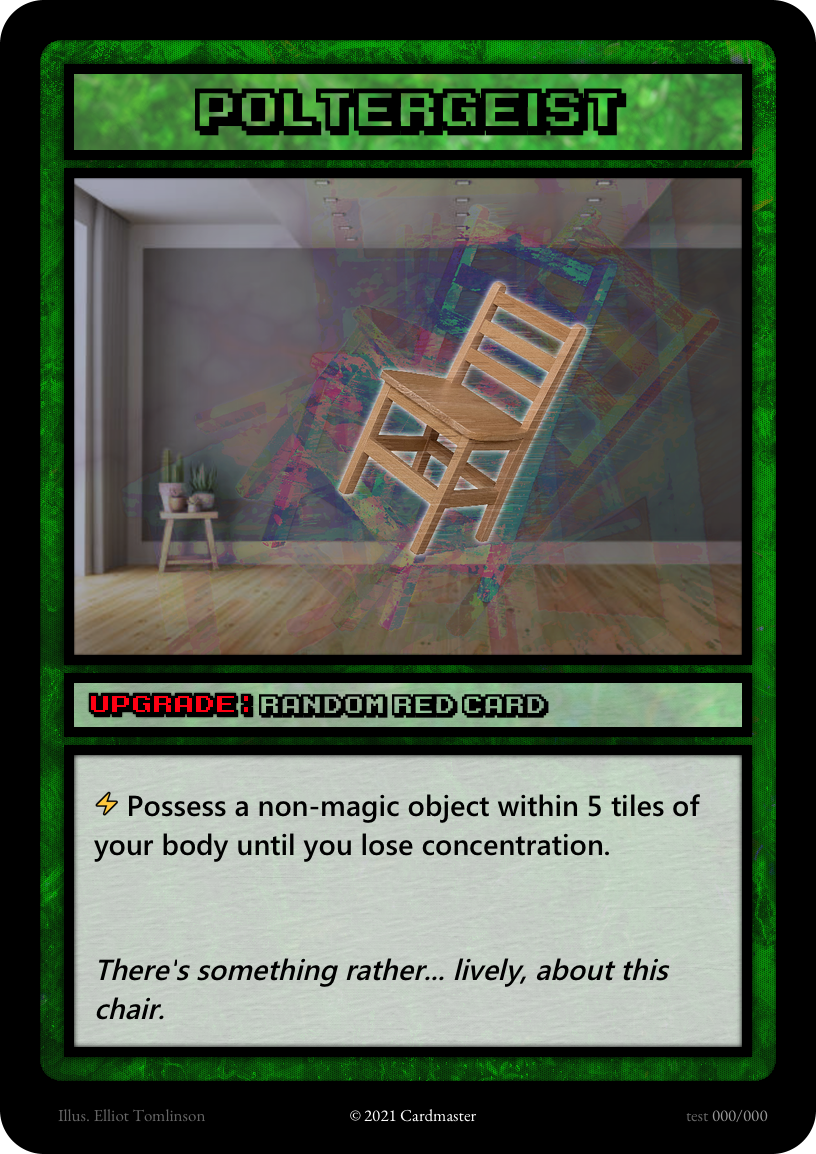 POLTERGEIST
UPGRADE: RANDOM RED CARD
⚡ Possess a non-magic object within 5 tiles of
your body until you lose concentration.
There's something rather... lively, about this
chair.
Illus. Elliot Tomlinson
© 2021 Cardmaster
test 000/000